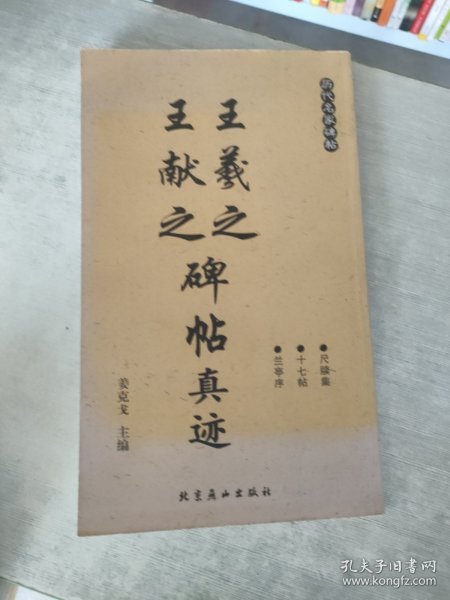 历代名家碑帖
王羲之
王献之
碑帖真迹
●尺牍集
●十七帖
●兰亭序
姜克戈 主编
北京燕山出版社
孔夫子旧书网
www.kongfz.com